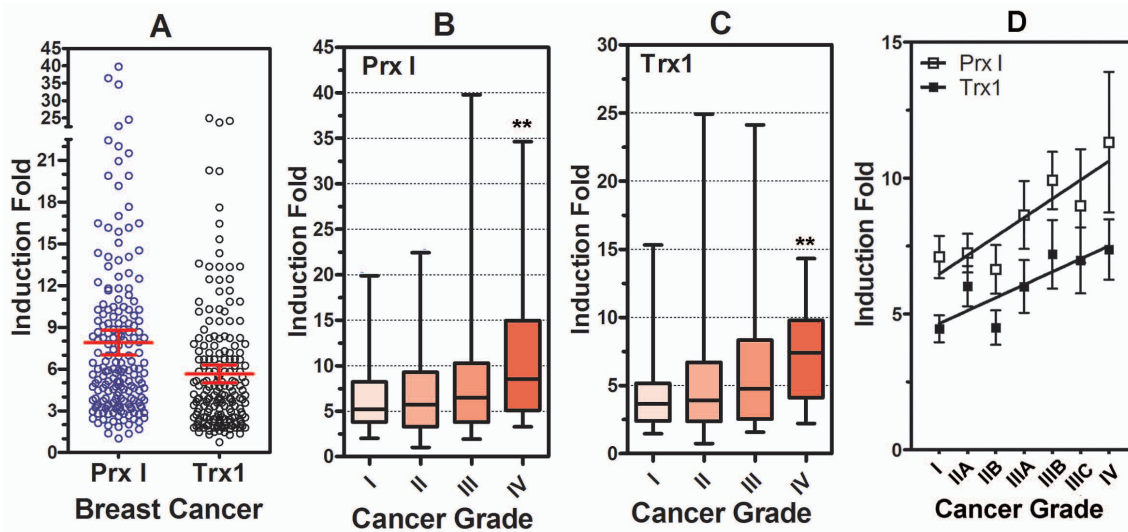 A
Induction Fold
45
40
35
30
25
20
21
18
15
12
9
6
3
0
Prx I Trx1
Breast Cancer
B
Prx I
Induction Fold
45
40
35
30
25
20
15
10
5
0
**
I II III IV
Cancer Grade
C
Trx1
Induction Fold
30
25
20
15
10
5
0
**
I II III IV
Cancer Grade
D
Prx I
Trx1
Induction Fold
15
10
5
0
I IIA IIB IIIA IIIB IIIC IV
Cancer Grade